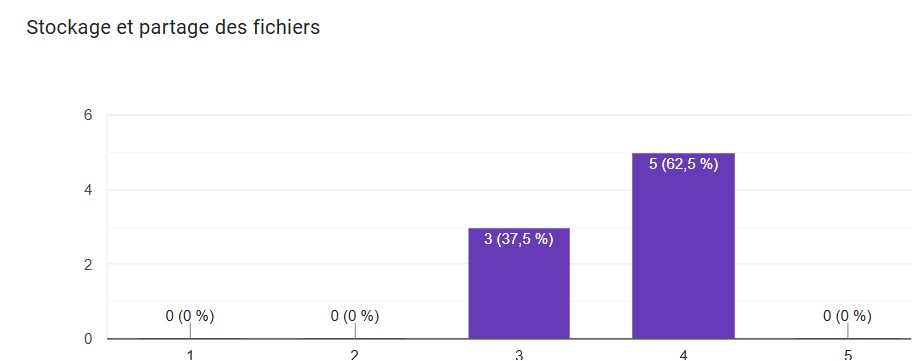 Stockage et partage des fichiers
6
5 (62,5 %)
4
3 (37,5 %)
2
0 (0 %) 0 (0 %) 0 (0 %)
0
1 2 3 4 5